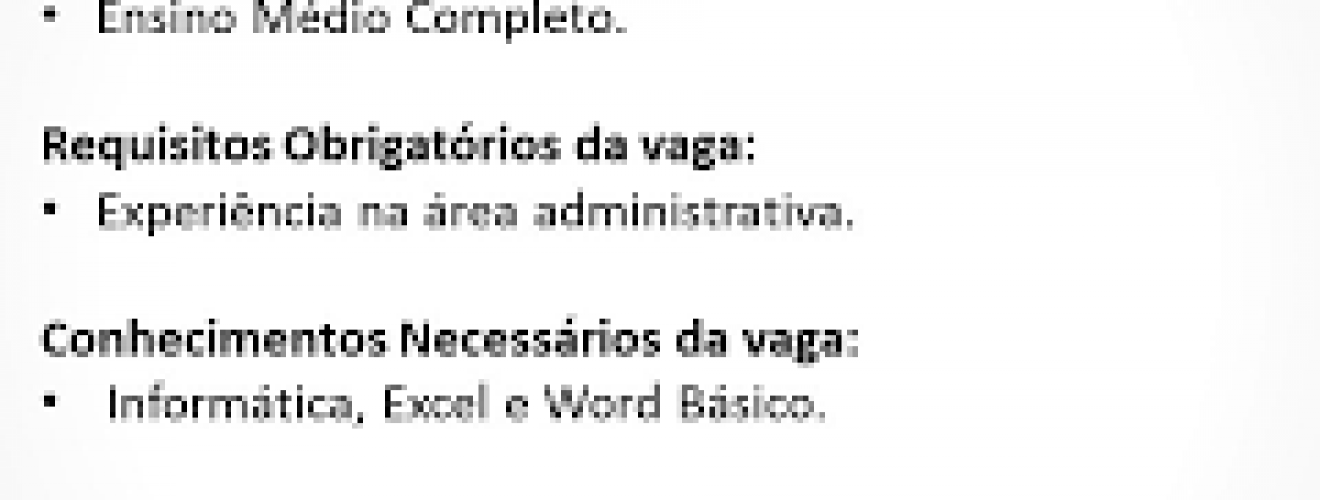 • Ensino Médio Completo.
Requisitos Obrigatórios da vaga:
• Experiência na área administrativa.
Conhecimentos Necessários da vaga:
• Informática, Excel e Word Básico.